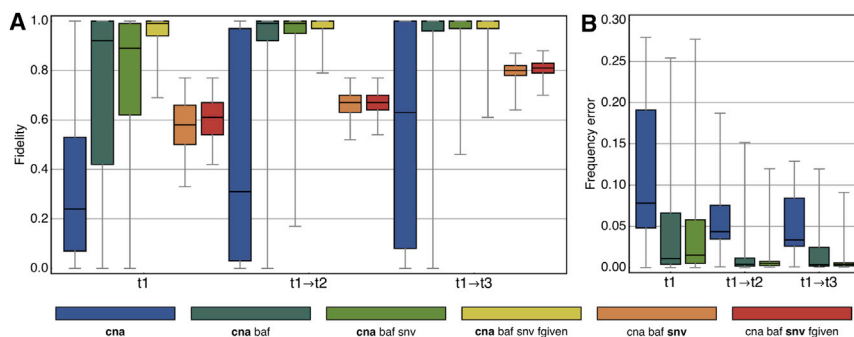 A
B
Fidelity
1.0
0.8
0.6
0.4
0.2
0.0
t1
t1→t2
t1→t3
Frequency error
0.30
0.25
0.20
0.15
0.10
0.05
0.00
t1
t1→t2
t1→t3
cna
cna baf
cna baf snv
cna baf snv fgiven
cna baf snv
cna baf snv fgiven